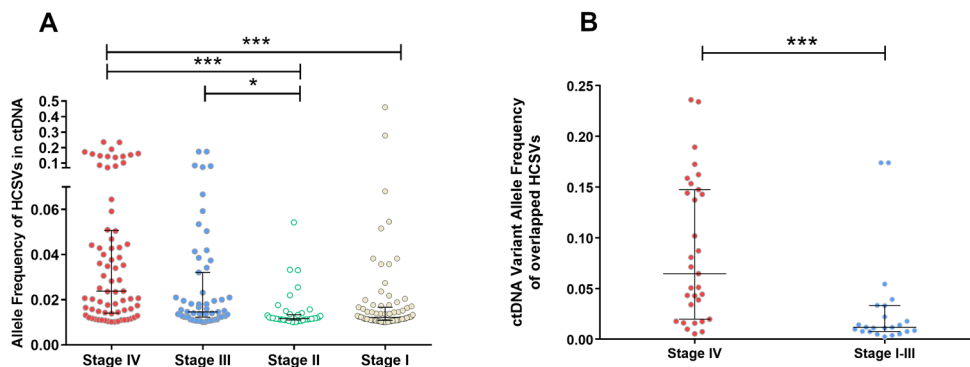 A
***
***
*
Allele Frequency of HCSVs in ctDNA
0.5
0.4
0.3
0.2
0.1
0.06
0.04
0.02
0.00
Stage IV
Stage III
Stage II
Stage I
B
***
ctDNA Variant Allele Frequency
of overlapped HCSVs
0.25
0.20
0.15
0.10
0.05
0.00
Stage IV
Stage I-III